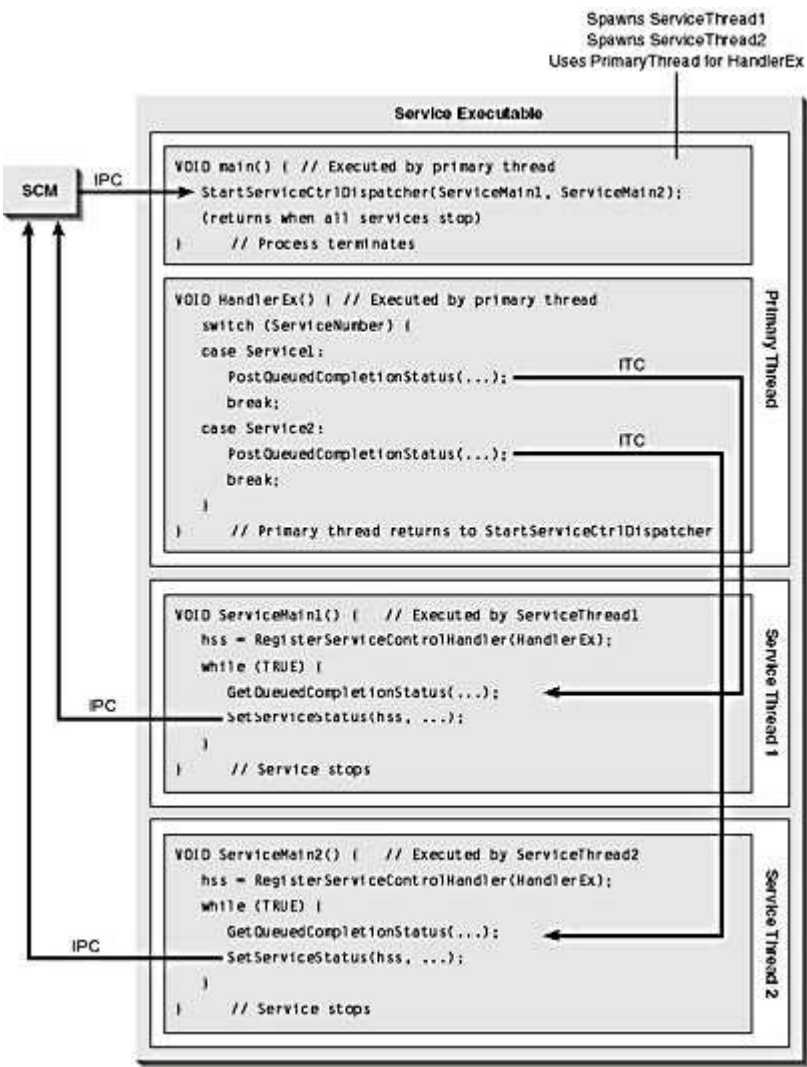 Spawns ServiceThread1
Spawns ServiceThread2
Uses PrimaryThread for HandlerEx
Service Executable
SCM
IPC
VOID main() { // Executed by primary thread
StartServiceCtrlDispatcher(ServiceMain1, ServiceMain2);
(returns when all services stop)
} // Process terminates
VOID HandlerEx() { // Executed by primary thread
switch (ServiceNumber) {
case Service1:
PostQueuedCompletionStatus(...);
ITC
break;
case Service2:
PostQueuedCompletionStatus(...);
ITC
break;
}
} // Primary thread returns to StartServiceCtrlDispatcher
Primary Thread
VOID ServiceMain1() { // Executed by ServiceThread1
hss = RegisterServiceControlHandler(HandlerEx);
while (TRUE) {
GetQueuedCompletionStatus(...);
IPC
SetServiceStatus(hss, ...);
}
} // Service stops
Service Thread 1
VOID ServiceMain2() { // Executed by ServiceThread2
hss = RegisterServiceControlHandler(HandlerEx);
while (TRUE) {
GetQueuedCompletionStatus(...);
IPC
SetServiceStatus(hss, ...);
}
} // Service stops
Service Thread 2